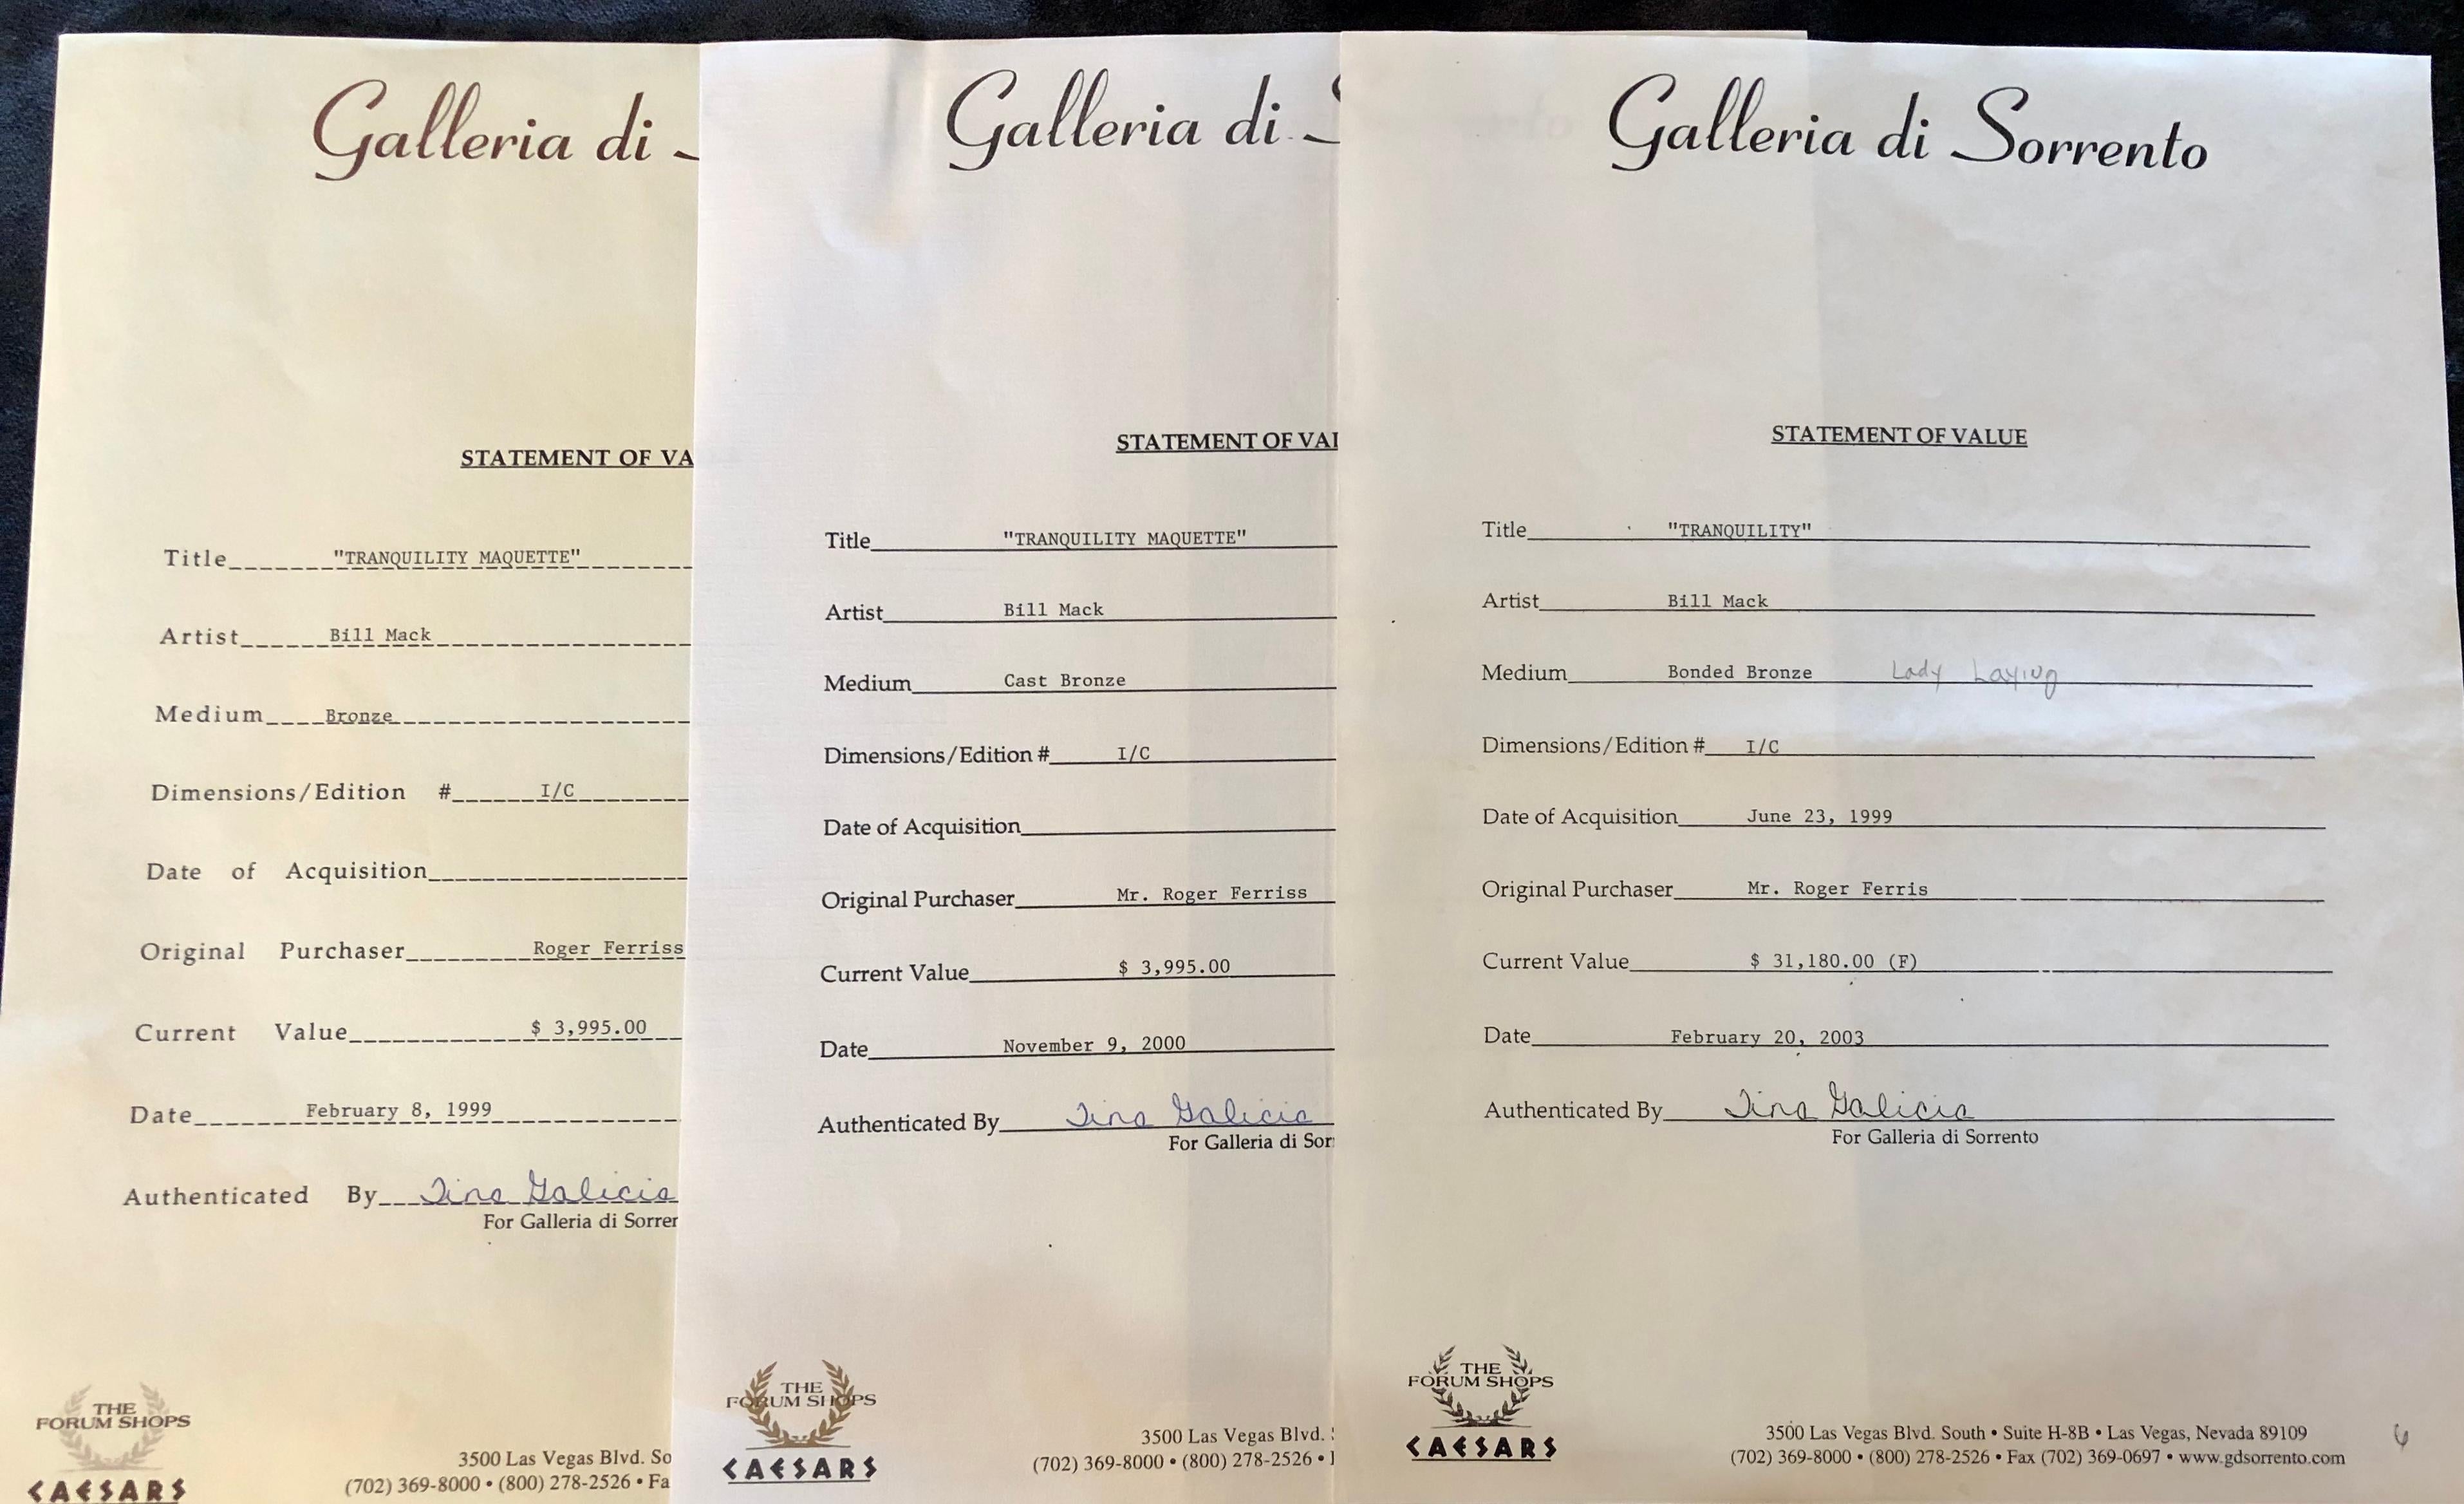 Galleria di
STATEMENT OF VA
Title "TRANQUILITY MAQUETTE"
Artist Bill Mack
Medium Bronze
Dimensions/Edition # I/C
Date of Acquisition
Original Purchaser Roger Ferriss
Current Value $ 3,995.00
Date February 8, 1999
Authenticated By Tina Galicia
For Galleria di Sorren
THE
FORUM SHOPS
CAESARS
3500 Las Vegas Blvd. So
(702) 369-8000 • (800) 278-2526 • Fa
Galleria di S
STATEMENT OF VAL
Title "TRANQUILITY MAQUETTE"
Artist Bill Mack
Medium Cast Bronze
Dimensions/Edition # I/C
Date of Acquisition
Original Purchaser Mr. Roger Ferriss
Current Value $ 3,995.00
Date November 9, 2000
Authenticated By Tina Galicia
For Galleria di Sor
THE
FORUM SHOPS
CAESARS
3500 Las Vegas Blvd.
(702) 369-8000 • (800) 278-2526 •
Galleria di Sorrento
STATEMENT OF VALUE
Title "TRANQUILITY"
Artist Bill Mack
Medium Bonded Bronze Lady Laying
Dimensions/Edition # I/C
Date of Acquisition June 23, 1999
Original Purchaser Mr. Roger Ferris
Current Value $ 31,180.00 (F)
Date February 20, 2003
Authenticated By Tina Galicia
For Galleria di Sorrento
THE
FORUM SHOPS
CAESARS
3500 Las Vegas Blvd. South • Suite H-8B • Las Vegas, Nevada 89109
(702) 369-8000 • (800) 278-2526 • Fax (702) 369-0697 • www.gdsorrento.com